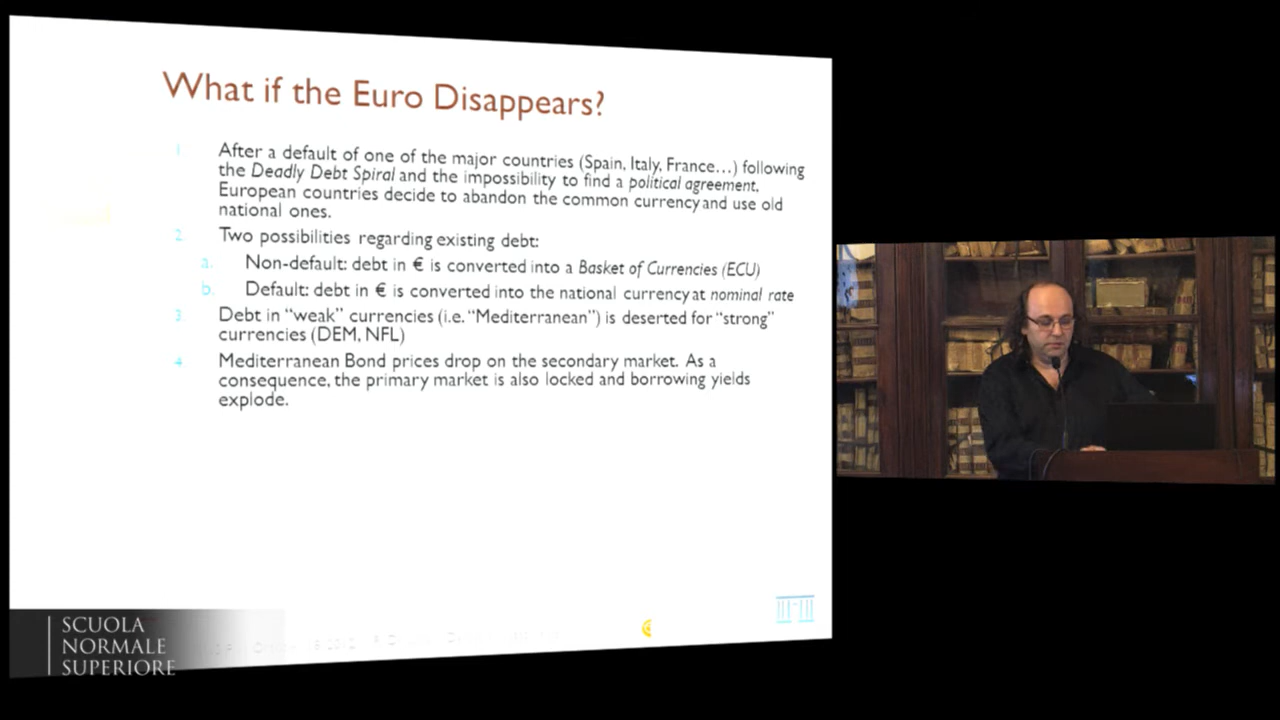 What if the Euro Disappears?
1 After a default of one of the major countries (Spain, Italy, France...) following
the Deadly Debt Spiral and the impossibility to find a political agreement,
European countries decide to abandon the common currency and use old
national ones.
2 Two possibilities regarding existing debt:
a. Non-default: debt in € is converted into a Basket of Currencies (ECU)
b. Default: debt in € is converted into the national currency at nominal rate
3 Debt in “weak” currencies (i.e. “Mediterranean”) is deserted for “strong”
currencies (DEM, NFL)
4 Mediterranean Bond prices drop on the secondary market. As a
consequence, the primary market is also locked and borrowing yields
explode.
SCUOLA
NORMALE
SUPERIORE